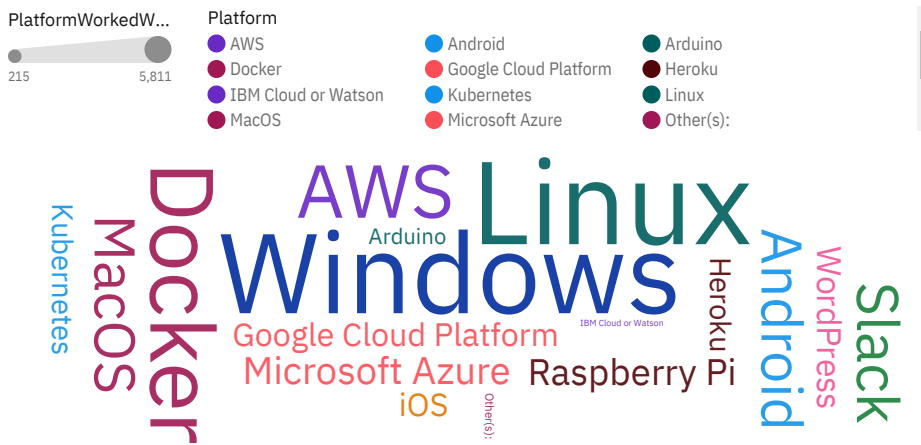 PlatformWorkedW...
215
5,811
Platform
AWS
Android
Arduino
Docker
Google Cloud Platform
Heroku
IBM Cloud or Watson
Kubernetes
Linux
MacOS
Microsoft Azure
Other(s):
Kubernetes
MacOS
Docker
AWS
Linux
Arduino
Windows
Google Cloud Platform
IBM Cloud or Watson
Microsoft Azure
Raspberry Pi
iOS
Other(s):
Heroku
Android
WordPress
Slack